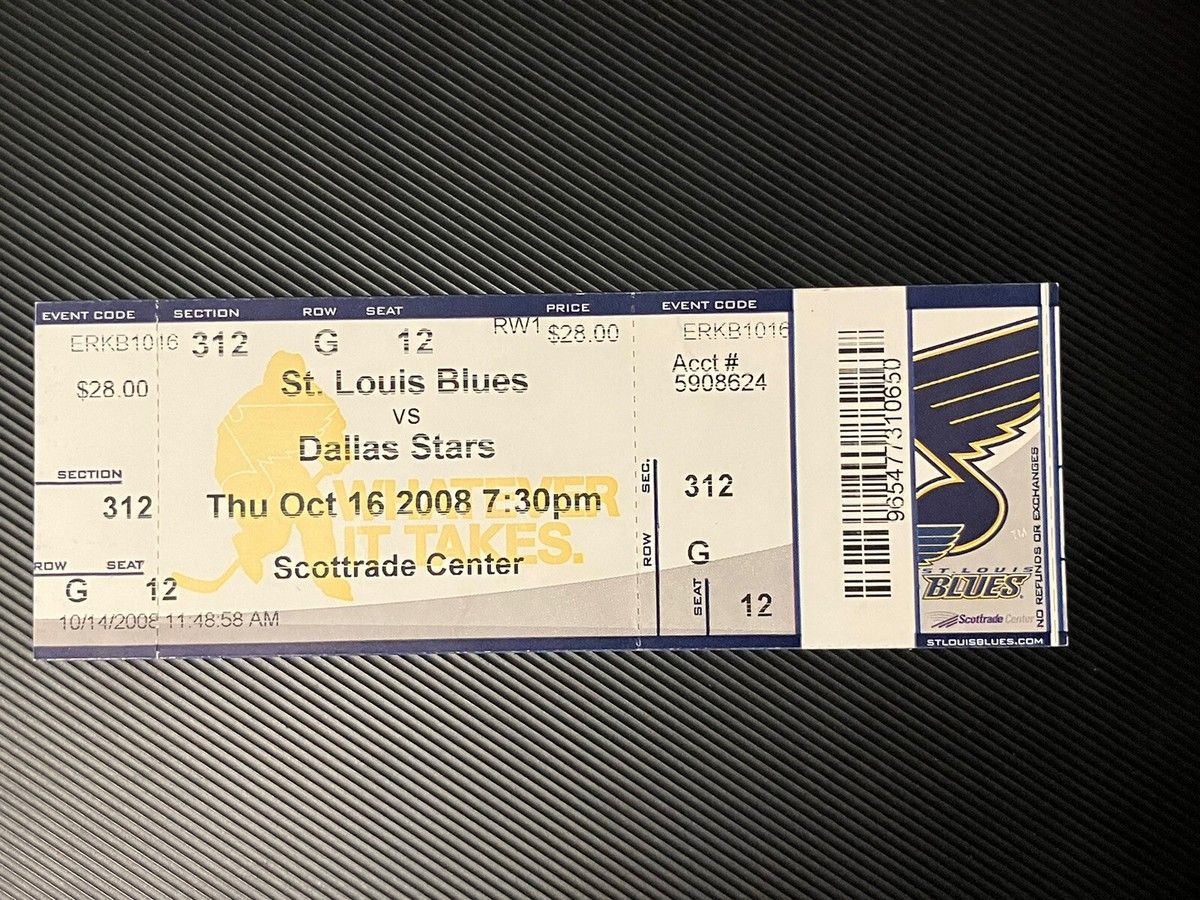 EVENT CODE
ERKB1016
$28.00
SECTION
312
ROW SEAT
G 12
10/14/2008 11:48:58 AM
SECTION ROW SEAT PRICE
312 G 12 RW1 $28.00
St. Louis Blues
vs
Dallas Stars
WHATEVER
IT TAKES.
Thu Oct 16 2008 7:30pm
Scottrade Center
EVENT CODE
ERKB1016
Acct #
5908624
SEC. 312
ROW G
SEAT 12
965477310650
ST. LOUIS
BLUES
TM
Scottrade Center
STLOUISBLUES.COM
NO REFUNDS OR EXCHANGES